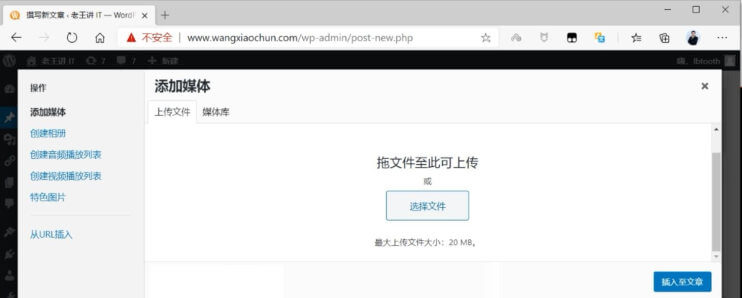 撰写新文章 ‹ 老王讲 IT — WordP
不安全 www.wangxiaochun.com/wp-admin/post-new.php
老王讲 IT 7 7 新建 嗨，lbtooth
操作
添加媒体
创建相册
创建音频播放列表
创建视频播放列表
特色图片
从URL插入
添加媒体
上传文件 媒体库
拖文件至此可上传
或
选择文件
最大上传文件大小：20 MB。
插入至文章